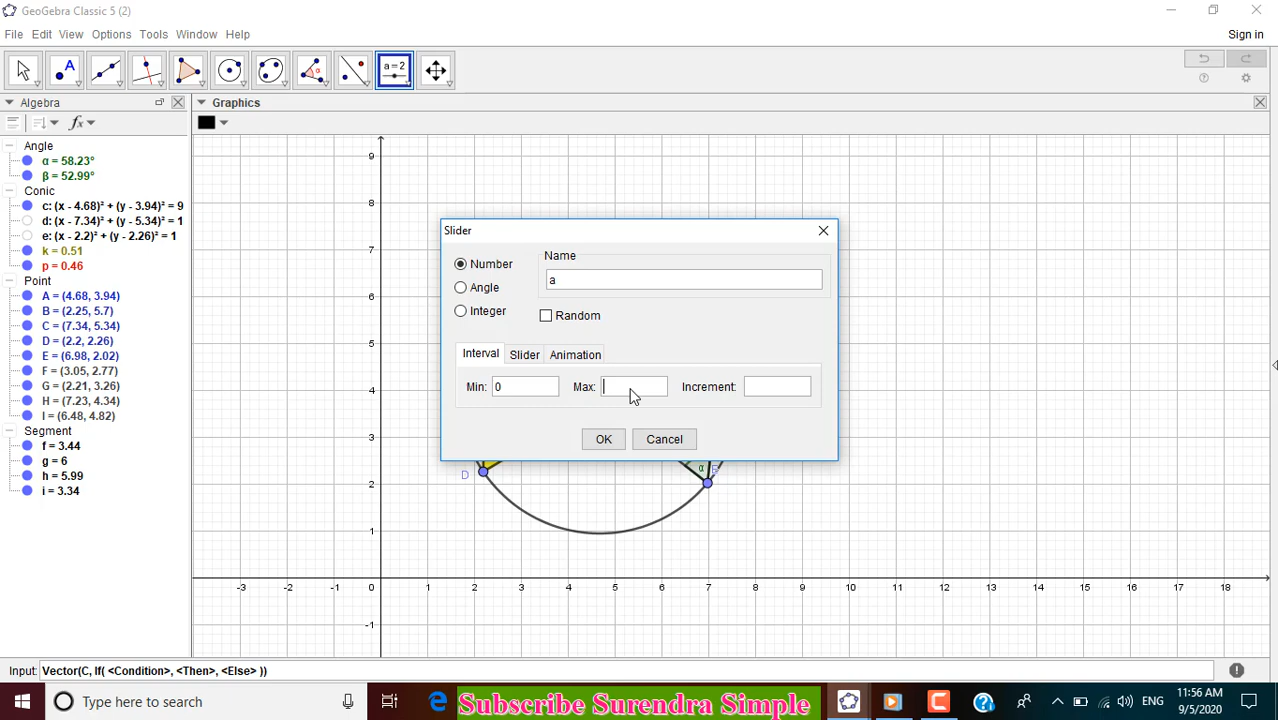 GeoGebra Classic 5 (2)
File Edit View Options Tools Window Help
Sign in
a = 2
Algebra
Graphics
Angle
α = 58.23°
β = 52.99°
Conic
c: (x - 4.68)² + (y - 3.94)² = 9
d: (x - 7.34)² + (y - 5.34)² = 1
e: (x - 2.2)² + (y - 2.26)² = 1
k = 0.51
p = 0.46
Point
A = (4.68, 3.94)
B = (2.25, 5.7)
C = (7.34, 5.34)
D = (2.2, 2.26)
E = (6.98, 2.02)
F = (3.05, 2.77)
G = (2.21, 3.26)
H = (7.23, 4.34)
I = (6.48, 4.82)
Segment
f = 3.44
g = 6
h = 5.99
i = 3.34
9
8
7
6
5
4
3
2
1
-1
-3 -2 -1 0 1 2 3 4 5 6 7 8 9 10 11 12 13 14 15 16 17 18
D
α
E
Slider
Number
Angle
Integer
Name
a
Random
Interval Slider Animation
Min: 0 Max: Increment:
OK Cancel
Input: Vector(C, If( <Condition>, <Then>, <Else> ))
Type here to search
Subscribe Surendra Simple
ENG
11:56 AM
9/5/2020